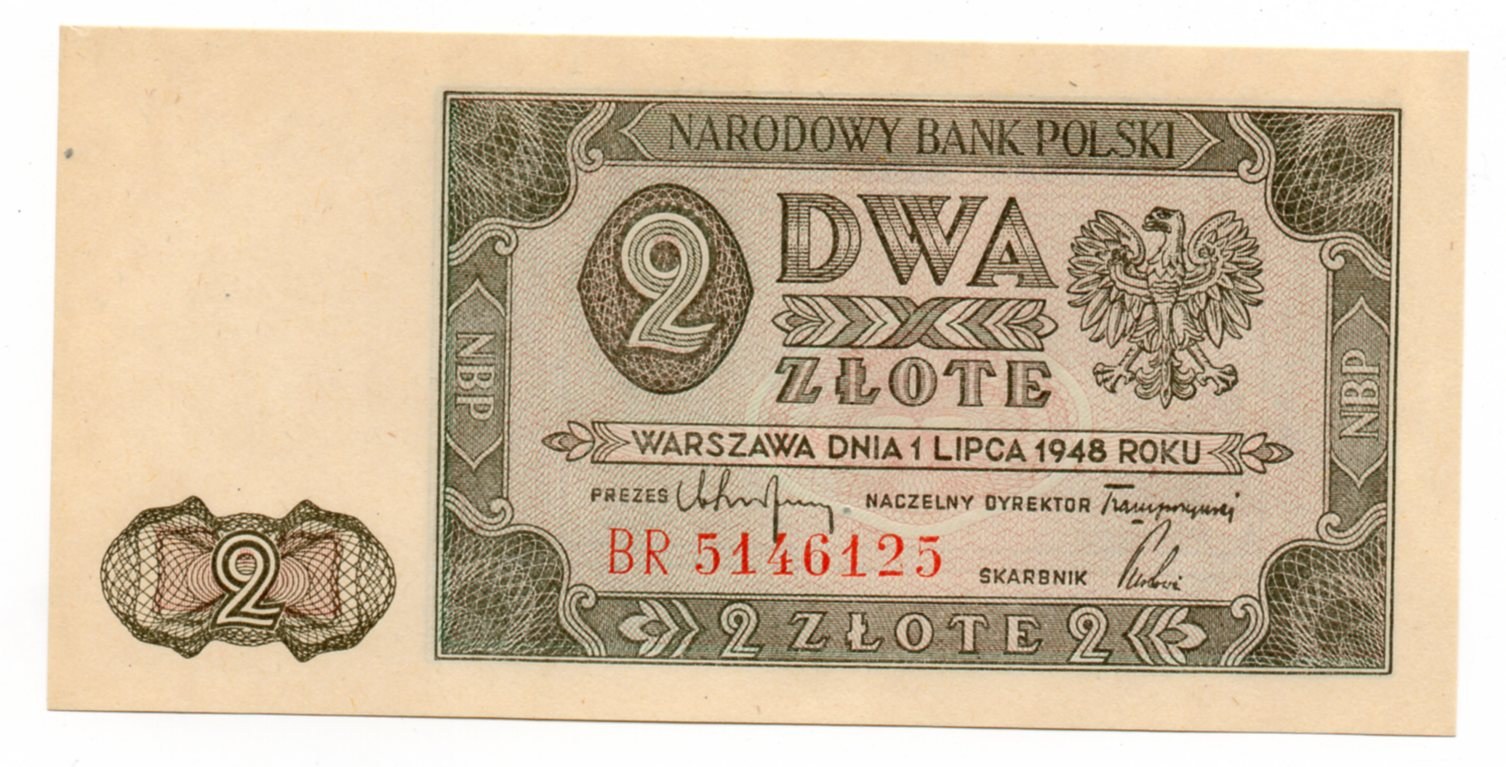 NARODOWY BANK POLSKI
2
DWA
ZŁOTE
NBP
NBP
WARSZAWA DNIA 1 LIPCA 1948 ROKU
PREZES NACZELNY DYREKTOR
BR 5146125
SKARBNIK
2 ZŁOTE 2
2